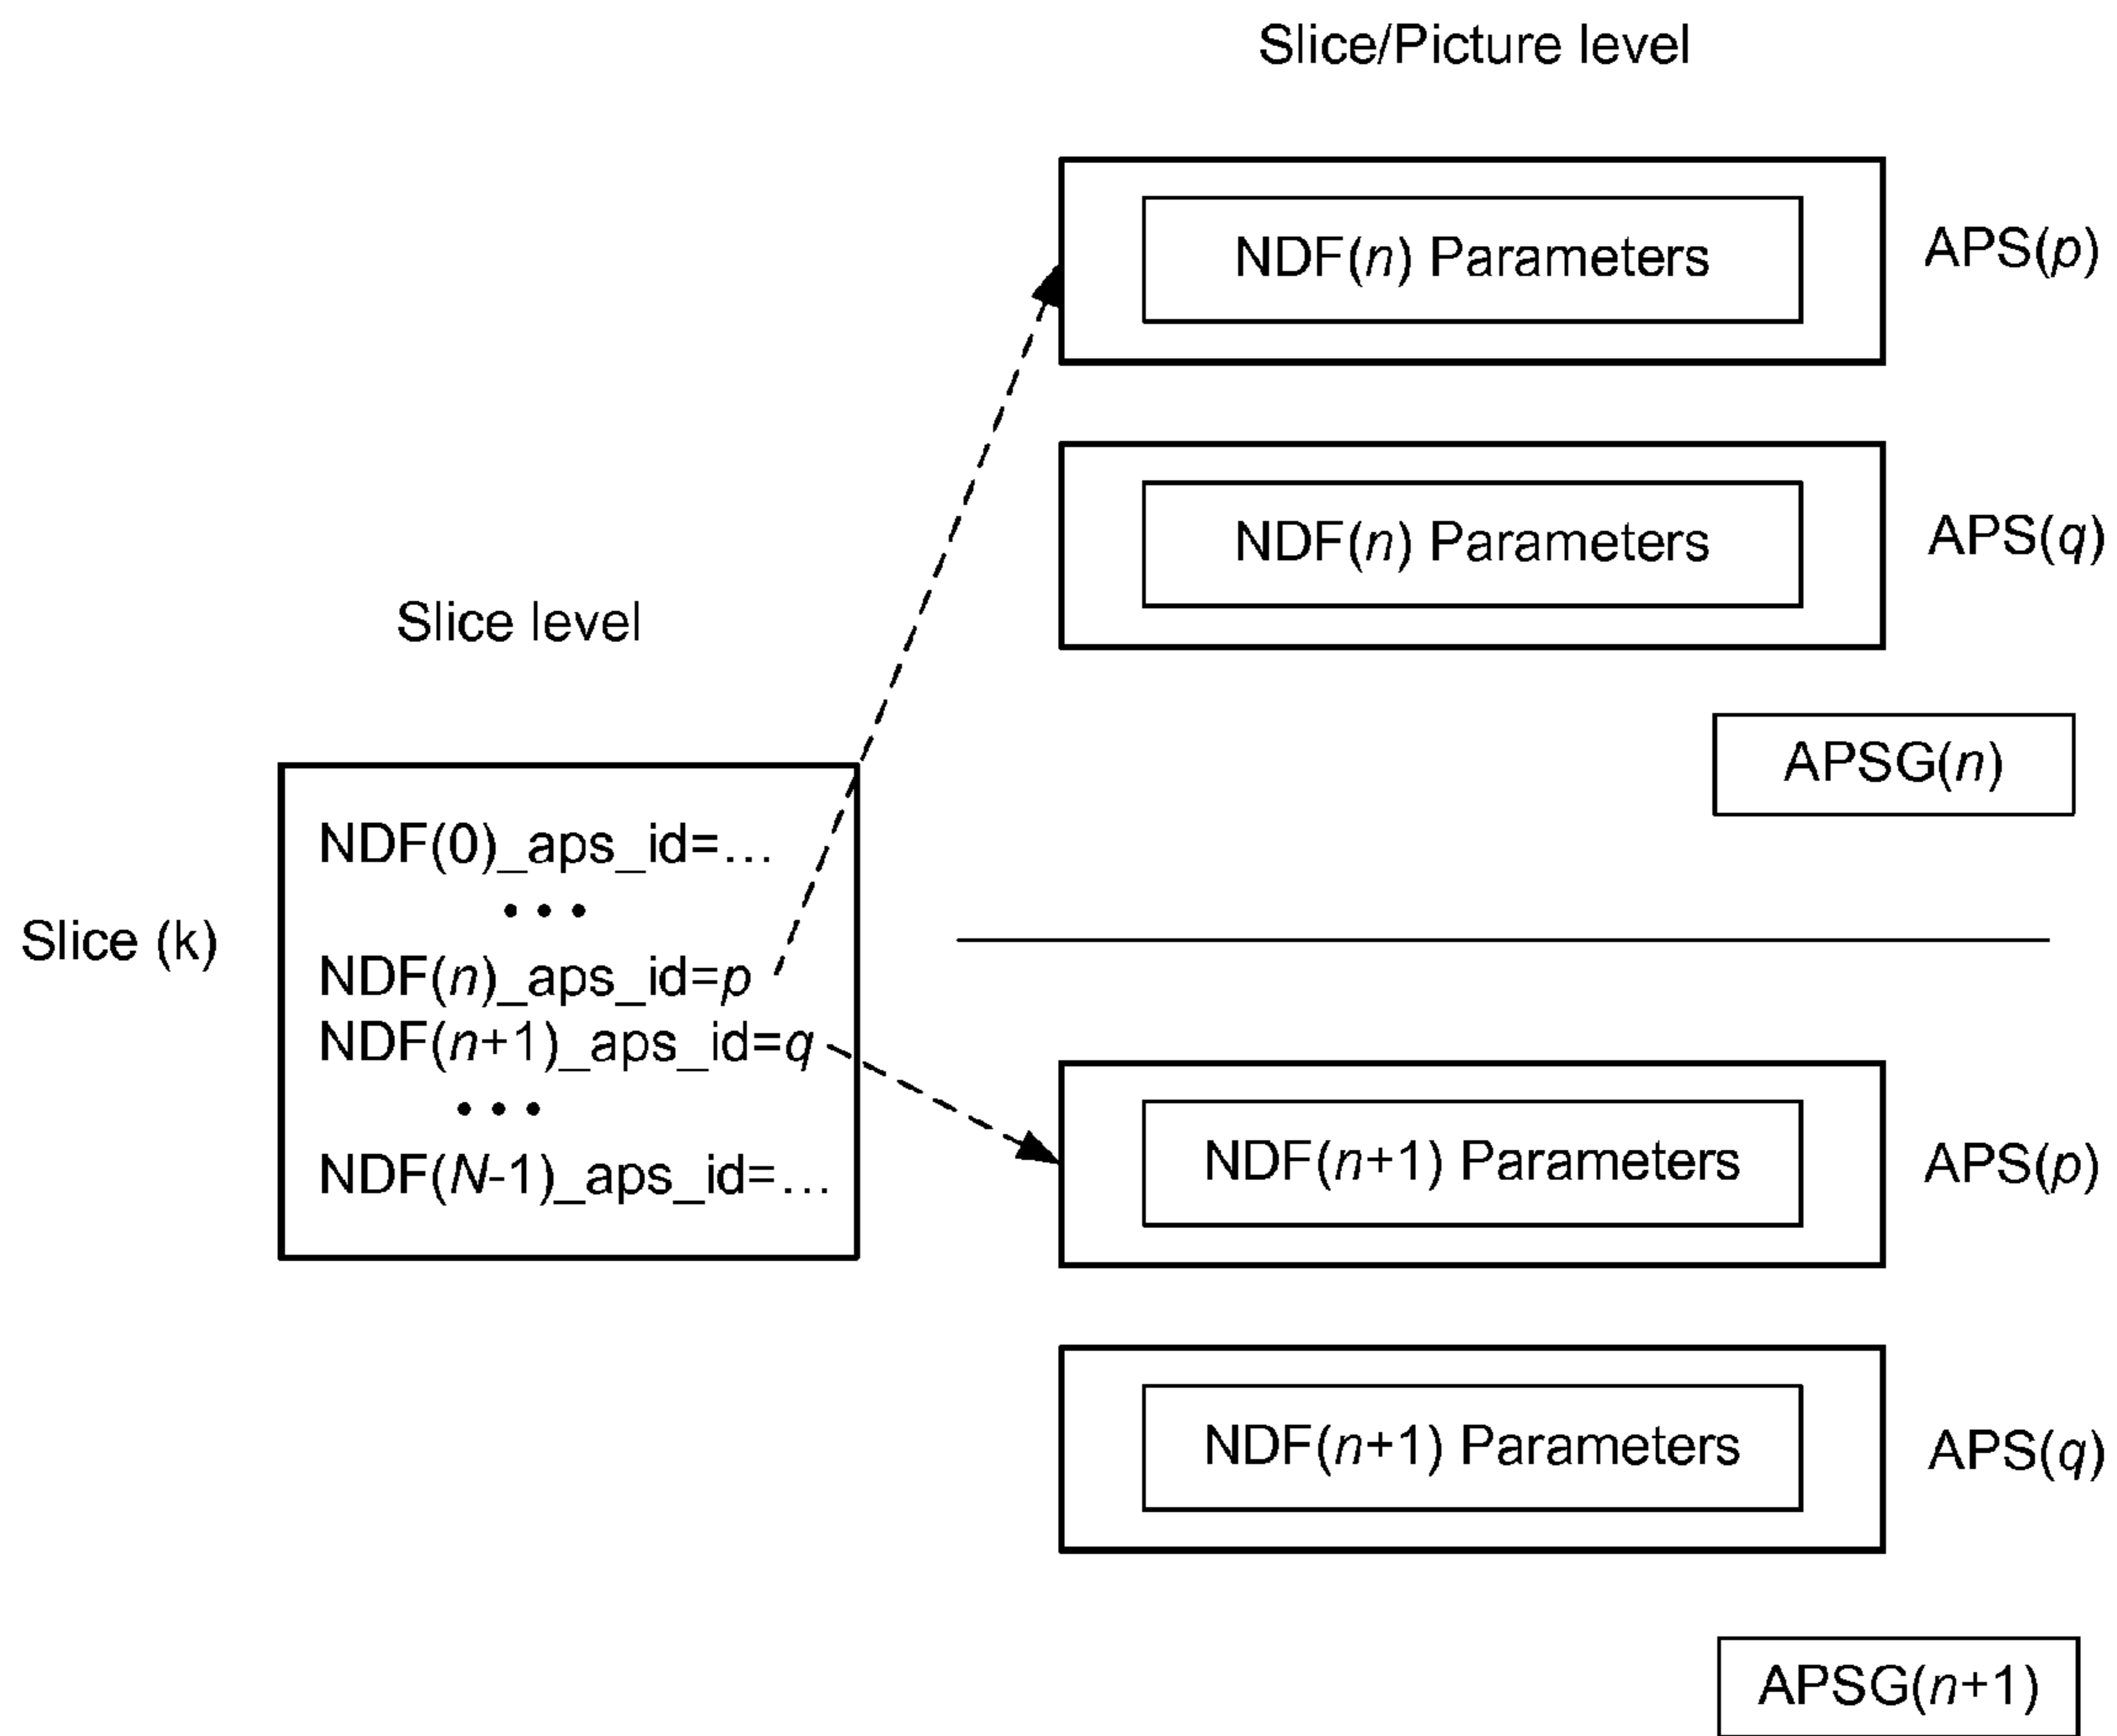 Slice/Picture level
NDF(n) Parameters
APS(p)
NDF(n) Parameters
APS(q)
APSG(n)
Slice level
Slice (k)
NDF(0)_aps_id=...
• • •
NDF(n)_aps_id=p
NDF(n+1)_aps_id=q
• • •
NDF(N-1)_aps_id=...
NDF(n+1) Parameters
APS(p)
NDF(n+1) Parameters
APS(q)
APSG(n+1)